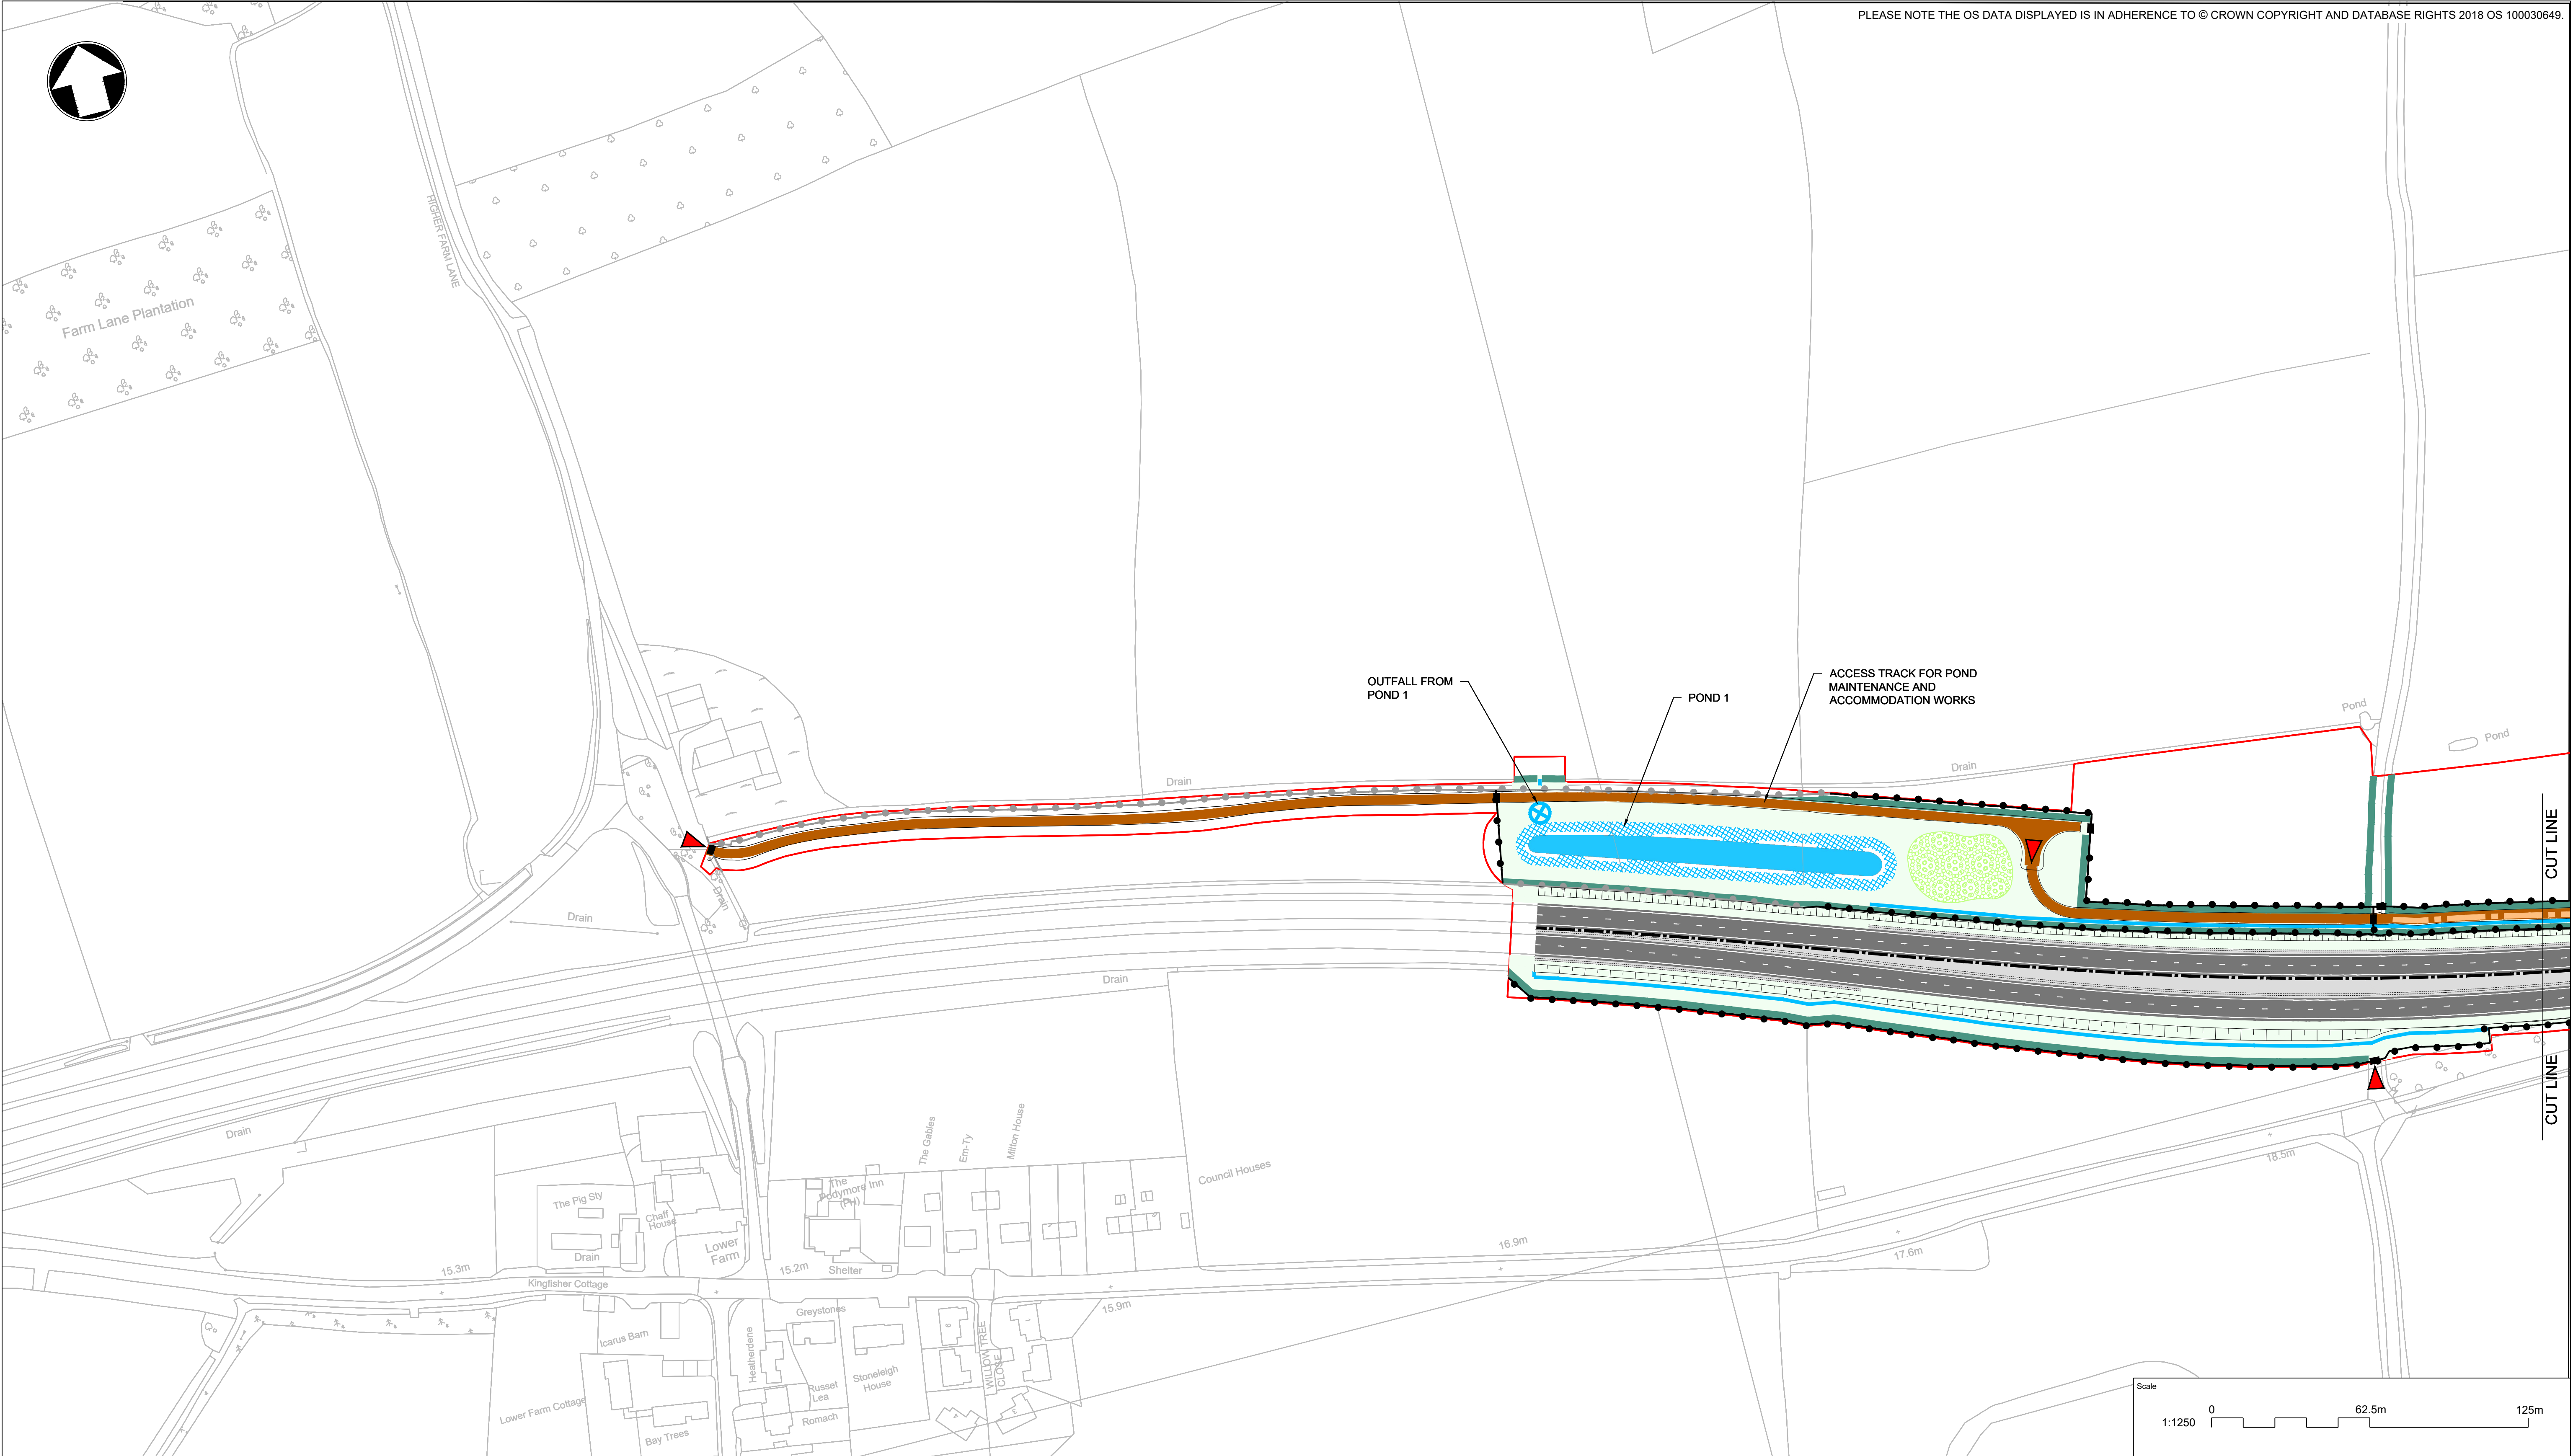 PLEASE NOTE THE OS DATA DISPLAYED IS IN ADHERENCE TO © CROWN COPYRIGHT AND DATABASE RIGHTS 2018 OS 100030649.
HIGHER FARM LANE
Farm Lane Plantation
OUTFALL FROM
POND 1
POND 1
ACCESS TRACK FOR POND
MAINTENANCE AND
ACCOMMODATION WORKS
Pond
Pond
Drain
Drain
CUT LINE
Drain
Drain
Drain
CUT LINE
Drain
The Gables
Em-Ty
Milton House
Council Houses
18.5m
The Pig Sty
Chaff
House
The
Podymore Inn
(PH)
Lower
Farm
Drain
15.3m
15.2m
Shelter
16.9m
17.6m
Kingfisher Cottage
Greystones
15.9m
Icarus Barn
Heatherdene
WILLOW TREE
CLOSE
Russet
Lea
Stoneleigh
House
Lower Farm Cottage
Romach
Bay Trees
Scale
1:1250
0
62.5m
125m